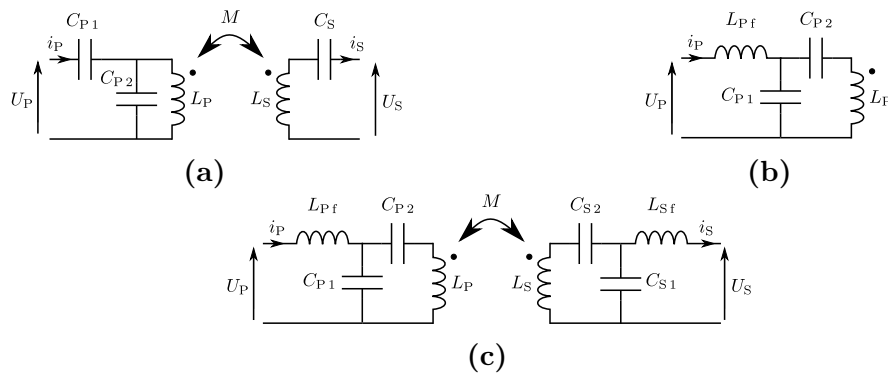 C_P1 M C_S
i_P i_S
C_P2
U_P L_P L_S U_S
(a)
L_Pf C_P2
i_P
U_P C_P1 L_P
(b)
L_Pf C_P2 M C_S2 L_Sf
i_P i_S
U_P C_P1 L_P L_S C_S1 U_S
(c)